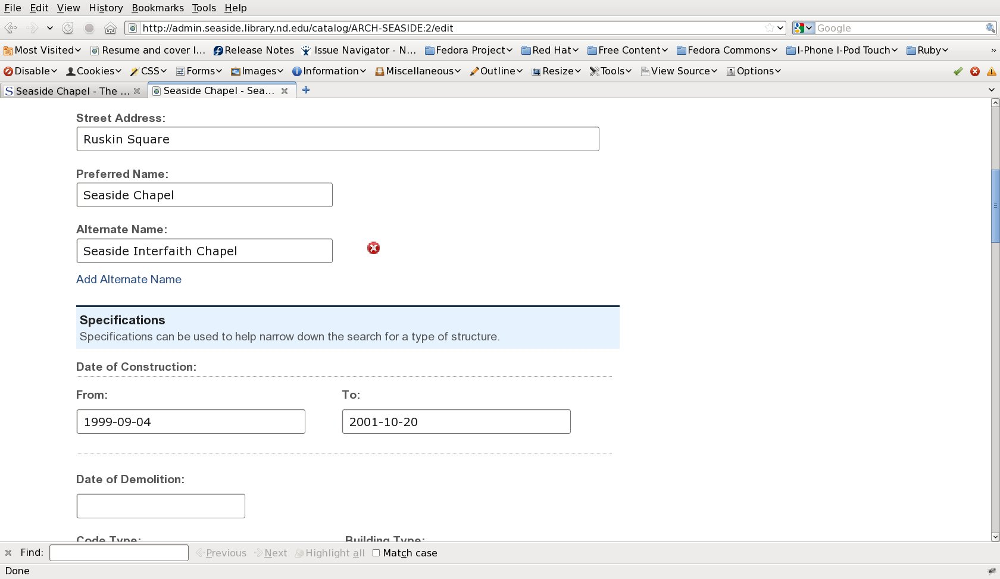 File Edit View History Bookmarks Tools Help
http://admin.seaside.library.nd.edu/catalog/ARCH-SEASIDE:2/edit Google
Most Visited Resume and cover l... Release Notes Issue Navigator - N... Fedora Project Red Hat Free Content Fedora Commons I-Phone I-Pod Touch Ruby »
Disable Cookies CSS Forms Images Information Miscellaneous Outline Resize Tools View Source Options
Seaside Chapel - The ... Seaside Chapel - Sea...
Street Address:
Ruskin Square
Preferred Name:
Seaside Chapel
Alternate Name:
Seaside Interfaith Chapel
Add Alternate Name
Specifications
Specifications can be used to help narrow down the search for a type of structure.
Date of Construction:
From: To:
1999-09-04 2001-10-20
Date of Demolition:
Code Type: Building Type:
Find: Previous Next Highlight all Match case
Done